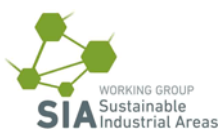 WORKING GROUP
SIA Sustainable
Industrial Areas